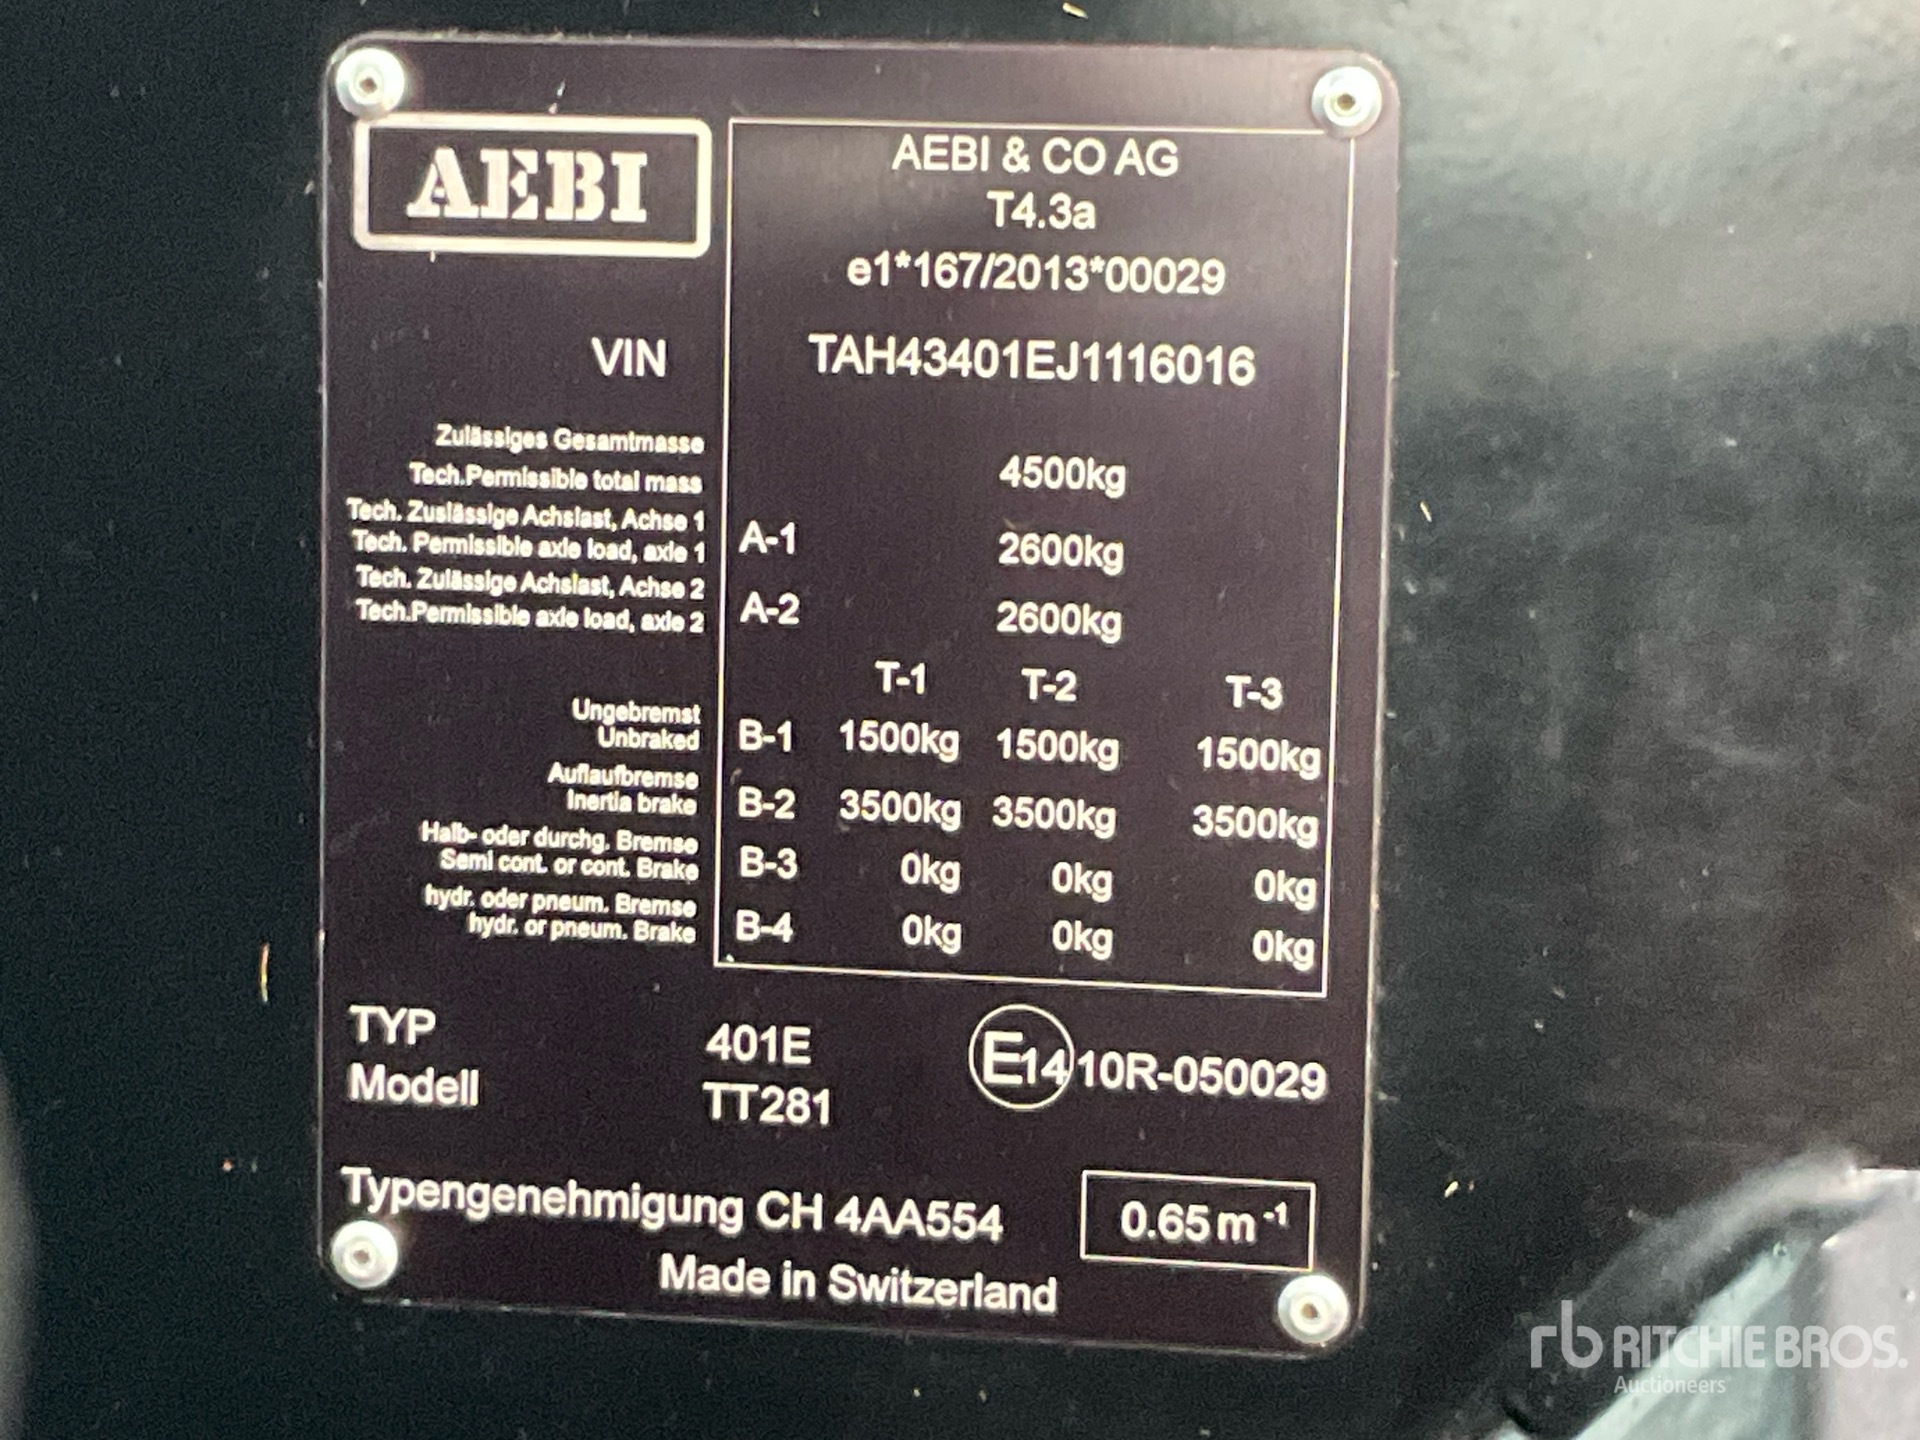 AEBI
AEBI & CO AG
T4.3a
e1*167/2013*00029
VIN TAH43401EJ1116016
Zulässiges Gesamtmasse
Tech.Permissible total mass 4500kg
Tech. Zuslässige Achslast, Achse 1
Tech. Permissible axle load, axle 1 A-1 2600kg
Tech. Zulässige Achslast, Achse 2
Tech.Permissible axle load, axle 2 A-2 2600kg
T-1 T-2 T-3
Ungebremst
Unbraked B-1 1500kg 1500kg 1500kg
Auflaufbremse
Inertia brake B-2 3500kg 3500kg 3500kg
Halb- oder durchg. Bremse
Semi cont. or cont. Brake B-3 0kg 0kg 0kg
hydr. oder pneum. Bremse
hydr. or pneum. Brake B-4 0kg 0kg 0kg
TYP 401E E14 10R-050029
Modell TT281
Typengenehmigung CH 4AA554 0.65 m-1
Made in Switzerland
rb RITCHIE BROS.
Auctioneers